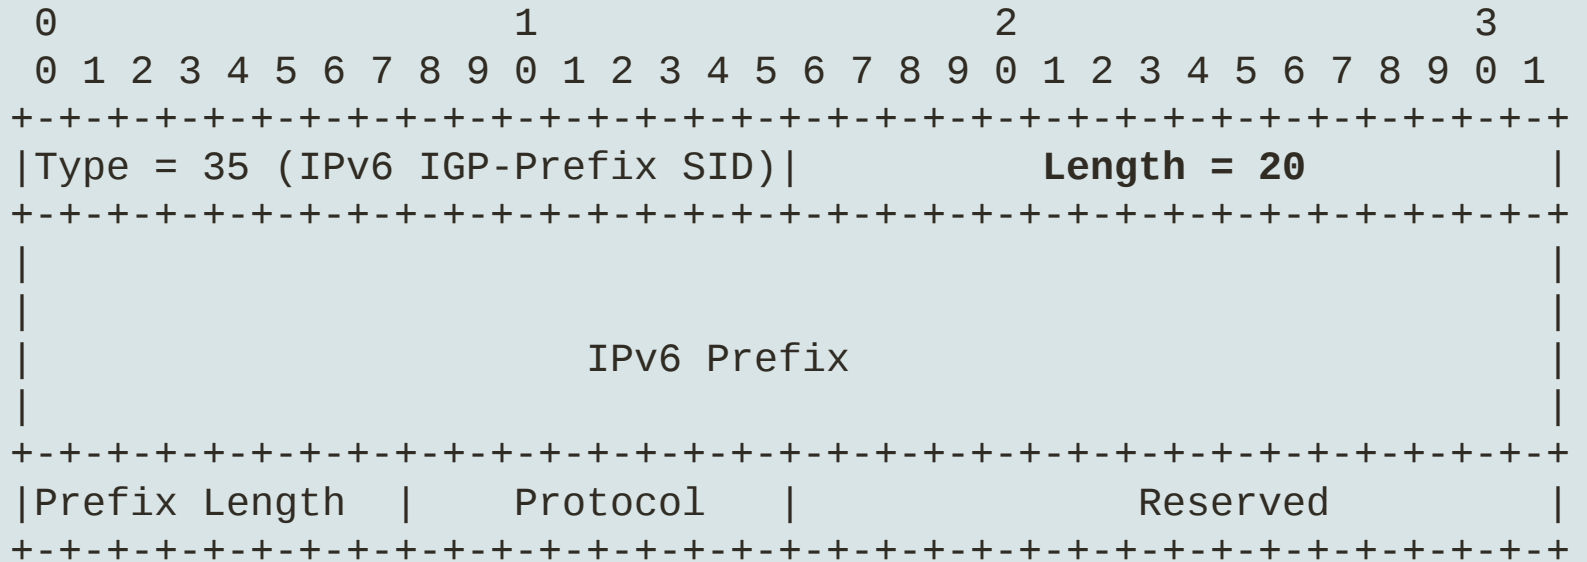 0                   1                   2                   3
 0 1 2 3 4 5 6 7 8 9 0 1 2 3 4 5 6 7 8 9 0 1 2 3 4 5 6 7 8 9 0 1
+-+-+-+-+-+-+-+-+-+-+-+-+-+-+-+-+-+-+-+-+-+-+-+-+-+-+-+-+-+-+-+-+
|Type = 35 (IPv6 IGP-Prefix SID)|          Length = 20          |
+-+-+-+-+-+-+-+-+-+-+-+-+-+-+-+-+-+-+-+-+-+-+-+-+-+-+-+-+-+-+-+-+
|                                                               |
|                                                               |
|                       IPv6 Prefix                             |
|                                                               |
+-+-+-+-+-+-+-+-+-+-+-+-+-+-+-+-+-+-+-+-+-+-+-+-+-+-+-+-+-+-+-+-+
|Prefix Length  |    Protocol   |              Reserved         |
+-+-+-+-+-+-+-+-+-+-+-+-+-+-+-+-+-+-+-+-+-+-+-+-+-+-+-+-+-+-+-+-+